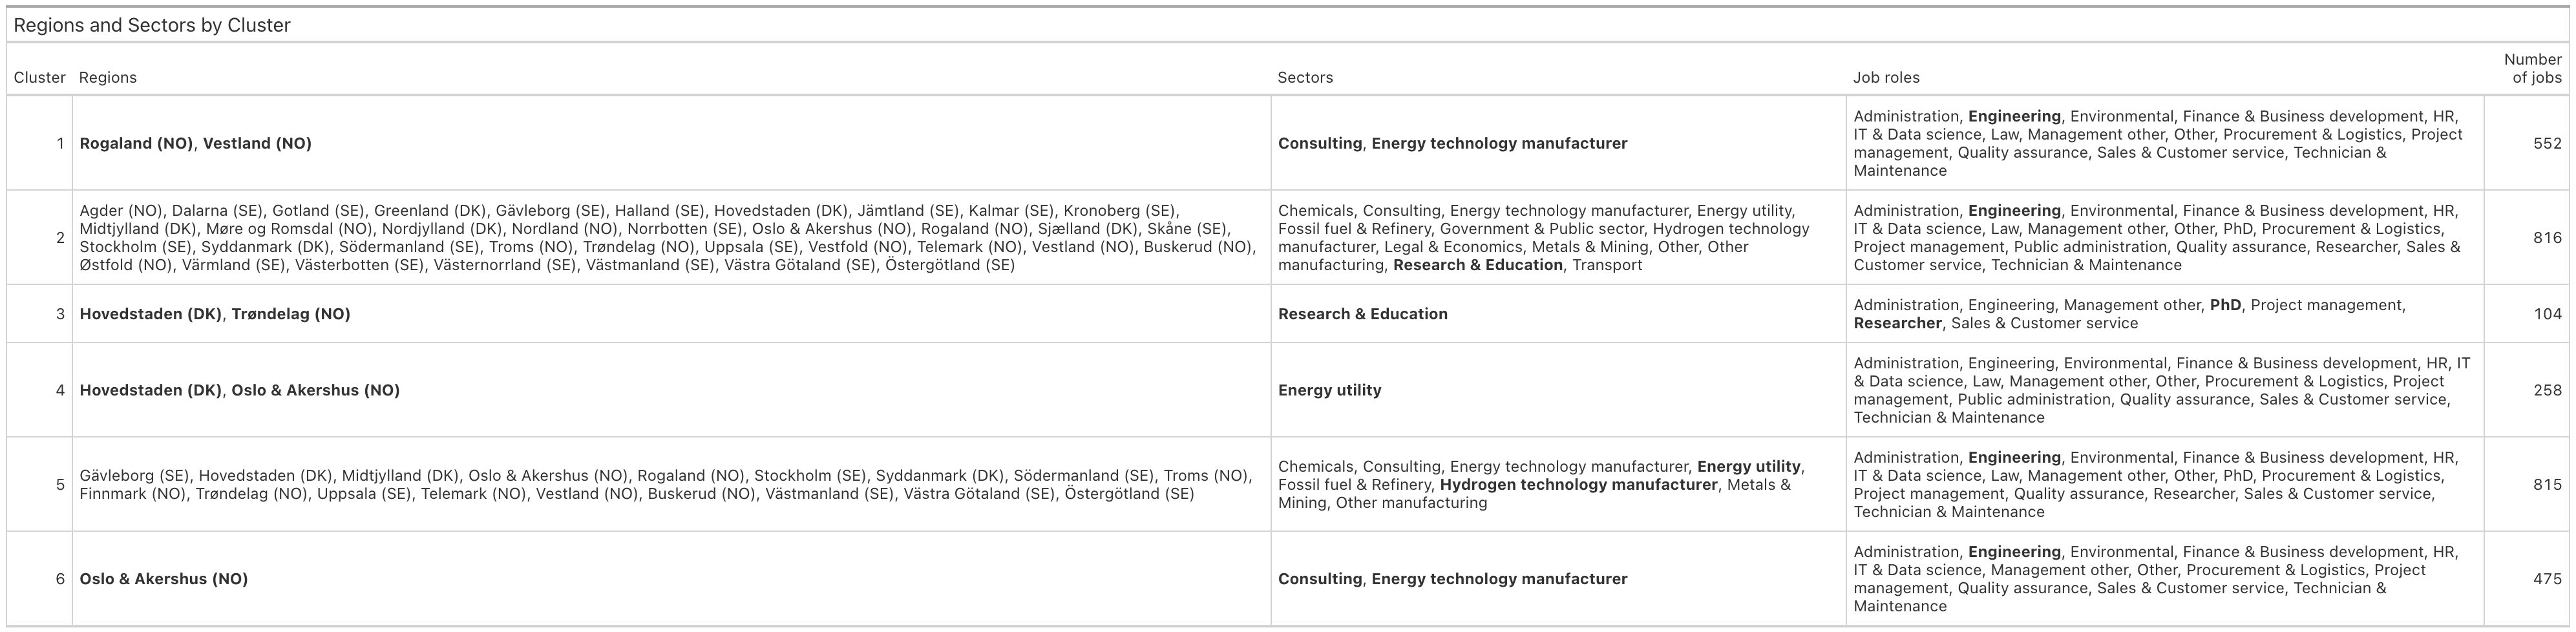 Regions and Sectors by Cluster
Cluster Regions Sectors Job roles Number of jobs
1 Rogaland (NO), Vestland (NO) Consulting, Energy technology manufacturer
Administration, Engineering, Environmental, Finance & Business development, HR,
IT & Data science, Law, Management other, Other, Procurement & Logistics, Project
management, Quality assurance, Sales & Customer service, Technician &
Maintenance
552
2
Agder (NO), Dalarna (SE), Gotland (SE), Greenland (DK), Gävleborg (SE), Halland (SE), Hovedstaden (DK), Jämtland (SE), Kalmar (SE), Kronoberg (SE),
Midtjylland (DK), Møre og Romsdal (NO), Nordjylland (DK), Nordland (NO), Norrbotten (SE), Oslo & Akershus (NO), Rogaland (NO), Sjælland (DK), Skåne (SE),
Stockholm (SE), Syddanmark (DK), Södermanland (SE), Troms (NO), Trøndelag (NO), Uppsala (SE), Vestfold (NO), Telemark (NO), Vestland (NO), Buskerud (NO),
Østfold (NO), Värmland (SE), Västerbotten (SE), Västernorrland (SE), Västmanland (SE), Västra Götaland (SE), Östergötland (SE)
Chemicals, Consulting, Energy technology manufacturer, Energy utility,
Fossil fuel & Refinery, Government & Public sector, Hydrogen technology
manufacturer, Legal & Economics, Metals & Mining, Other, Other
manufacturing, Research & Education, Transport
Administration, Engineering, Environmental, Finance & Business development, HR,
IT & Data science, Law, Management other, Other, PhD, Procurement & Logistics,
Project management, Public administration, Quality assurance, Researcher, Sales &
Customer service, Technician & Maintenance
816
3 Hovedstaden (DK), Trøndelag (NO) Research & Education
Administration, Engineering, Management other, PhD, Project management,
Researcher, Sales & Customer service
104
4 Hovedstaden (DK), Oslo & Akershus (NO) Energy utility
Administration, Engineering, Environmental, Finance & Business development, HR, IT
& Data science, Law, Management other, Other, Procurement & Logistics, Project
management, Public administration, Quality assurance, Sales & Customer service,
Technician & Maintenance
258
5
Gävleborg (SE), Hovedstaden (DK), Midtjylland (DK), Oslo & Akershus (NO), Rogaland (NO), Stockholm (SE), Syddanmark (DK), Södermanland (SE), Troms (NO),
Finnmark (NO), Trøndelag (NO), Uppsala (SE), Telemark (NO), Vestland (NO), Buskerud (NO), Västmanland (SE), Västra Götaland (SE), Östergötland (SE)
Chemicals, Consulting, Energy technology manufacturer, Energy utility,
Fossil fuel & Refinery, Hydrogen technology manufacturer, Metals &
Mining, Other manufacturing
Administration, Engineering, Environmental, Finance & Business development, HR,
IT & Data science, Law, Management other, Other, PhD, Procurement & Logistics,
Project management, Quality assurance, Researcher, Sales & Customer service,
Technician & Maintenance
815
6 Oslo & Akershus (NO) Consulting, Energy technology manufacturer
Administration, Engineering, Environmental, Finance & Business development, HR,
IT & Data science, Management other, Other, Procurement & Logistics, Project
management, Quality assurance, Sales & Customer service, Technician &
Maintenance
475